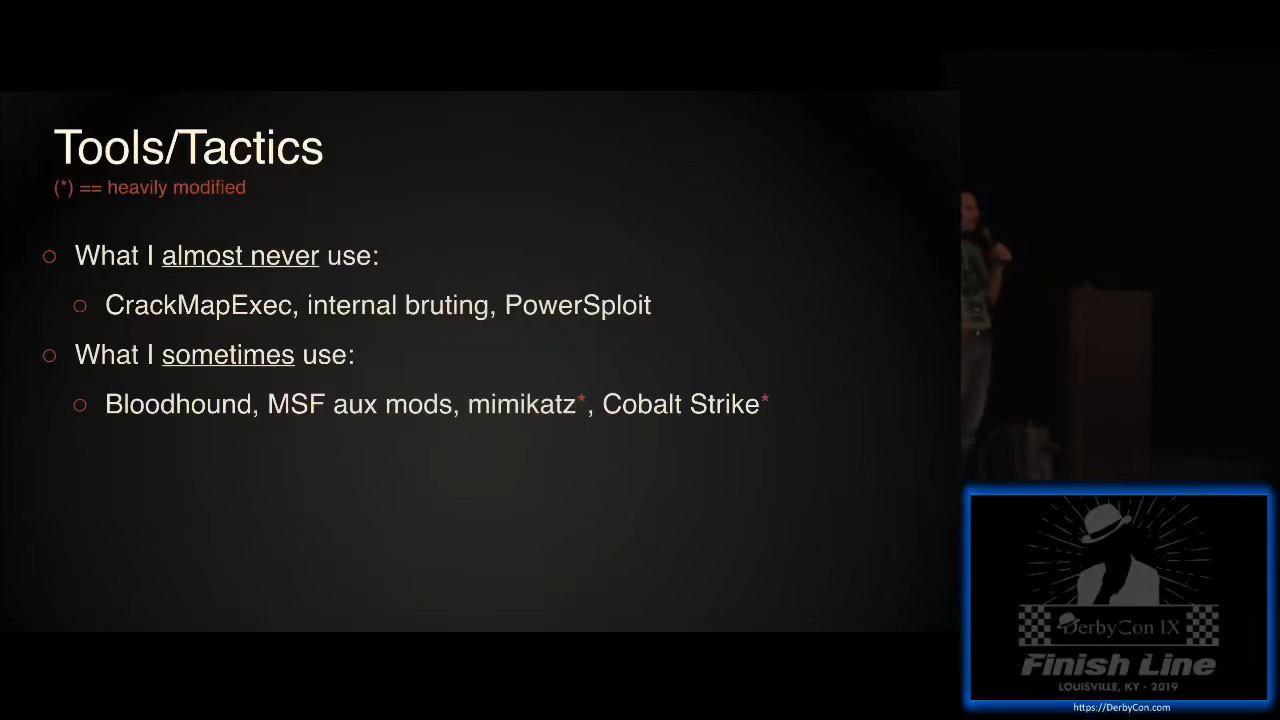 Tools/Tactics
(*) == heavily modified
What I almost never use:
CrackMapExec, internal bruting, PowerSploit
What I sometimes use:
Bloodhound, MSF aux mods, mimikatz*, Cobalt Strike*
DerbyCon IX
Finish Line
LOUISVILLE, KY - 2019
https://DerbyCon.com